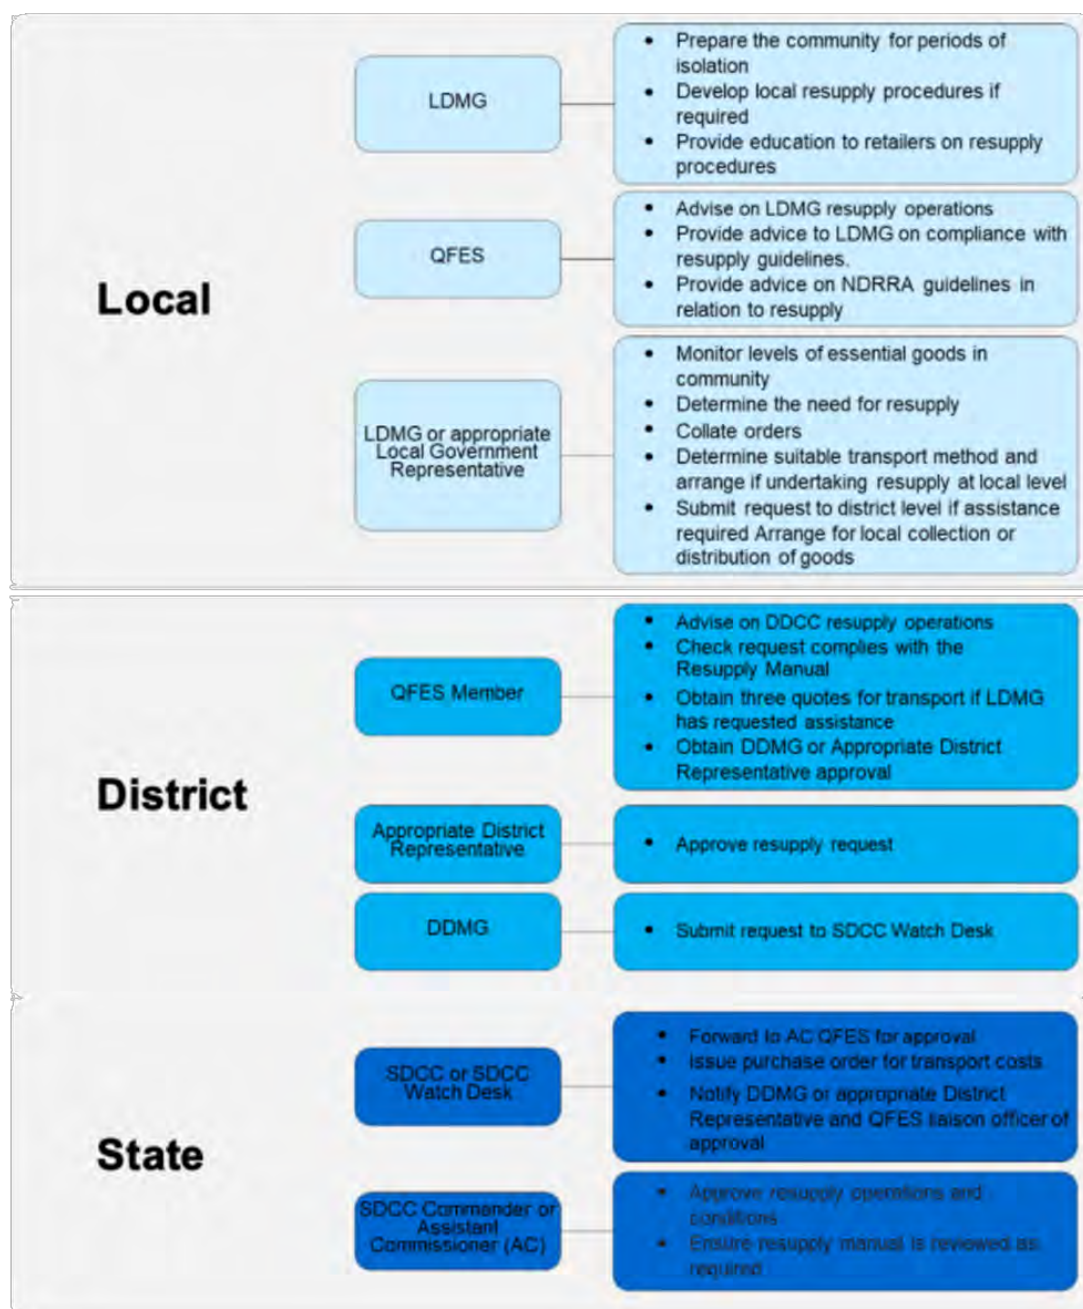 Local
LDMG
• Prepare the community for periods of
isolation
• Develop local resupply procedures if
required
• Provide education to retailers on resupply
procedures
QFES
• Advise on LDMG resupply operations
• Provide advice to LDMG on compliance with
resupply guidelines.
• Provide advice on NDRRA guidelines in
relation to resupply
LDMG or appropriate
Local Government
Representative
• Monitor levels of essential goods in
community
• Determine the need for resupply
• Collate orders
• Determine suitable transport method and
arrange if undertaking resupply at local level
• Submit request to district level if assistance
required Arrange for local collection or
distribution of goods
District
QFES Member
• Advise on DDCC resupply operations
• Check request complies with the
Resupply Manual
• Obtain three quotes for transport if LDMG
has requested assistance
• Obtain DDMG or Appropriate District
Representative approval
Appropriate District
Representative
• Approve resupply request
DDMG
• Submit request to SDCC Watch Desk
State
SDCC or SDCC
Watch Desk
• Forward to AC QFES for approval
• Issue purchase order for transport costs
• Notify DDMG or appropriate District
Representative and QFES liaison officer of
approval
SDCC Commander or
Assistant
Commissioner (AC)
• Approve resupply operations and
conditions
• Ensure resupply manual is reviewed as
required